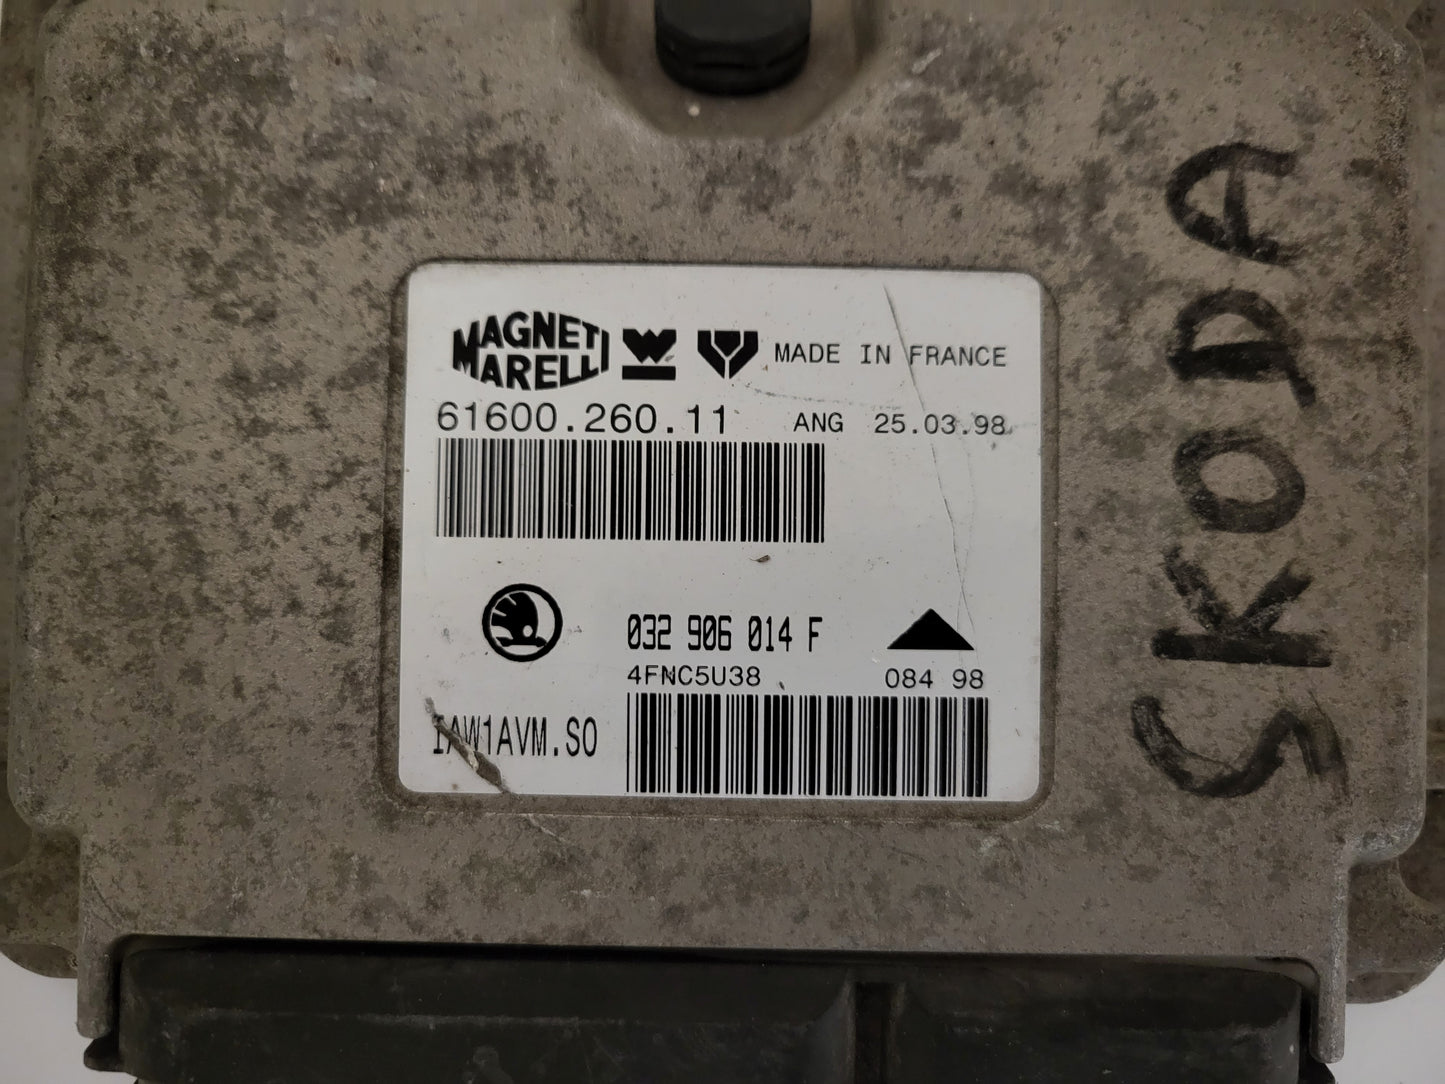 MAGNETI
MARELLI
MADE IN FRANCE
61600.260.11 ANG 25.03.98
032 906 014 F
4FNC5U38 084 98
IAW1AVM.S0
SKODA